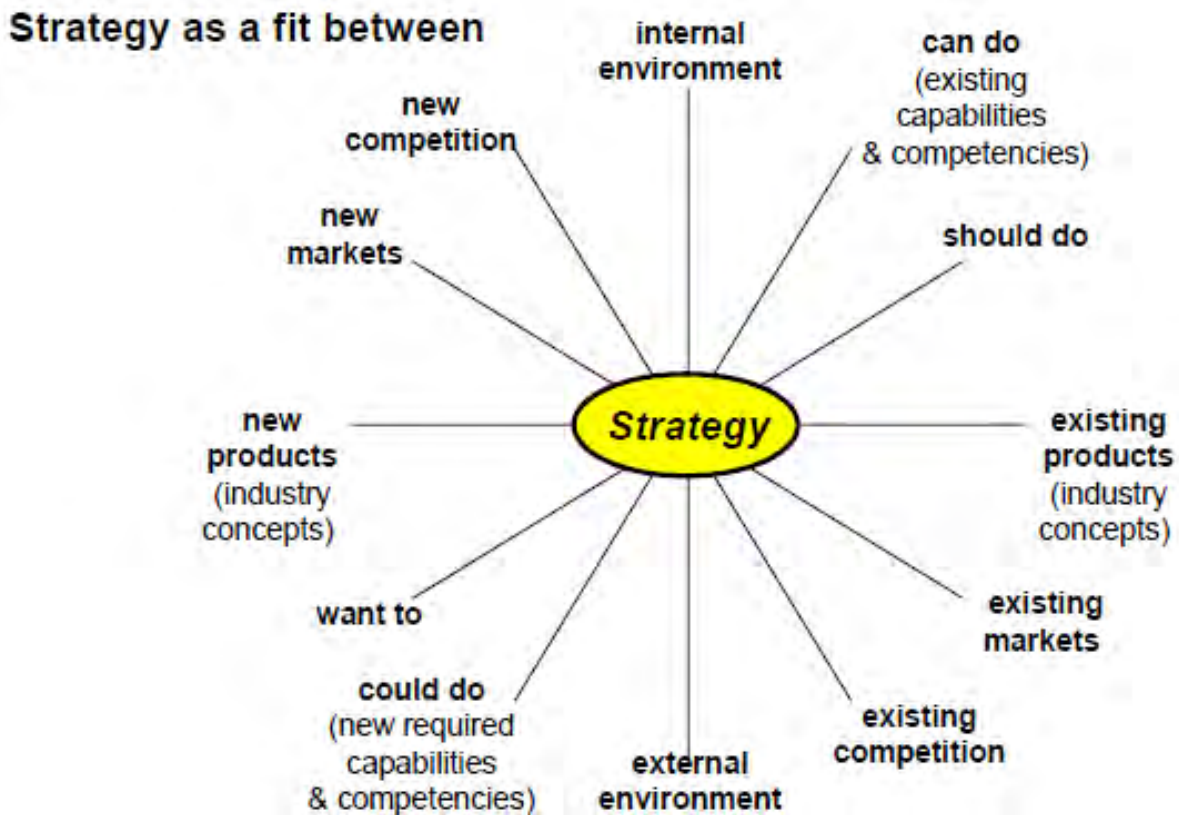 Strategy as a fit between
internal
environment
can do
(existing
capabilities
& competencies)
new
competition
new
markets
should do
new
products
(industry
concepts)
Strategy
existing
products
(industry
concepts)
want to
existing
markets
could do
(new required
capabilities
& competencies)
external
environment
existing
competition